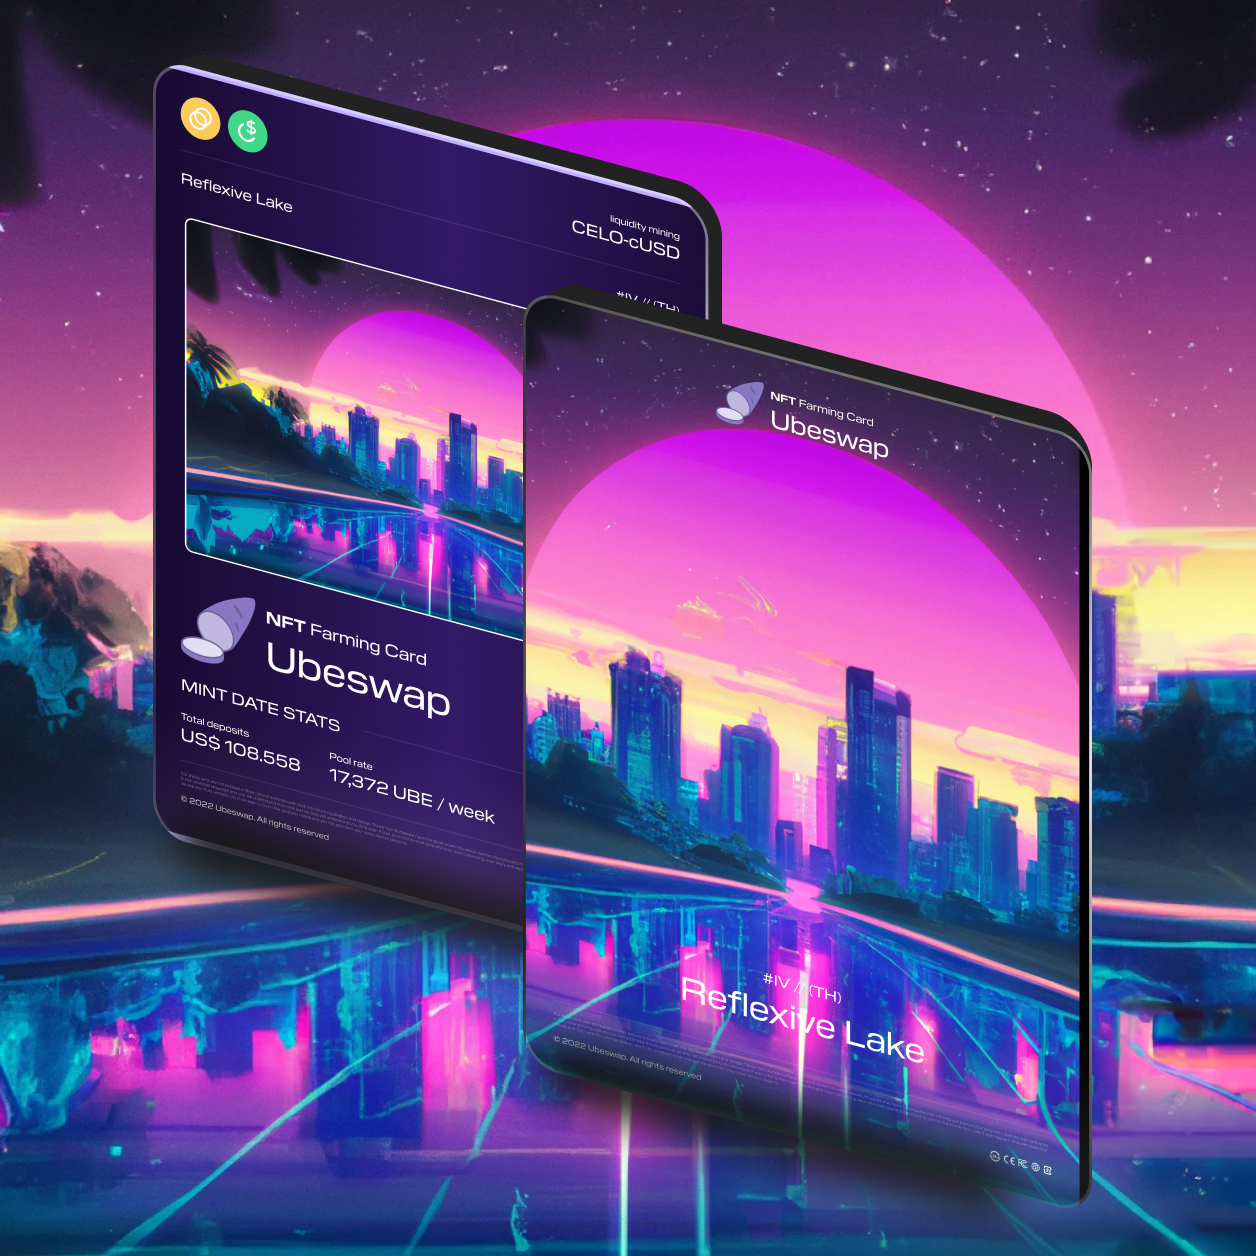 Reflexive Lake
liquidity mining
CELO-cUSD
#IV // (TH)
NFT Farming Card
Ubeswap
MINT DATE STATS
Total deposits
US$ 108.558
Pool rate
17,372 UBE / week
© 2022 Ubeswap. All rights reserved
NFT Farming Card
Ubeswap
#IV // (TH)
Reflexive Lake
© 2022 Ubeswap. All rights reserved